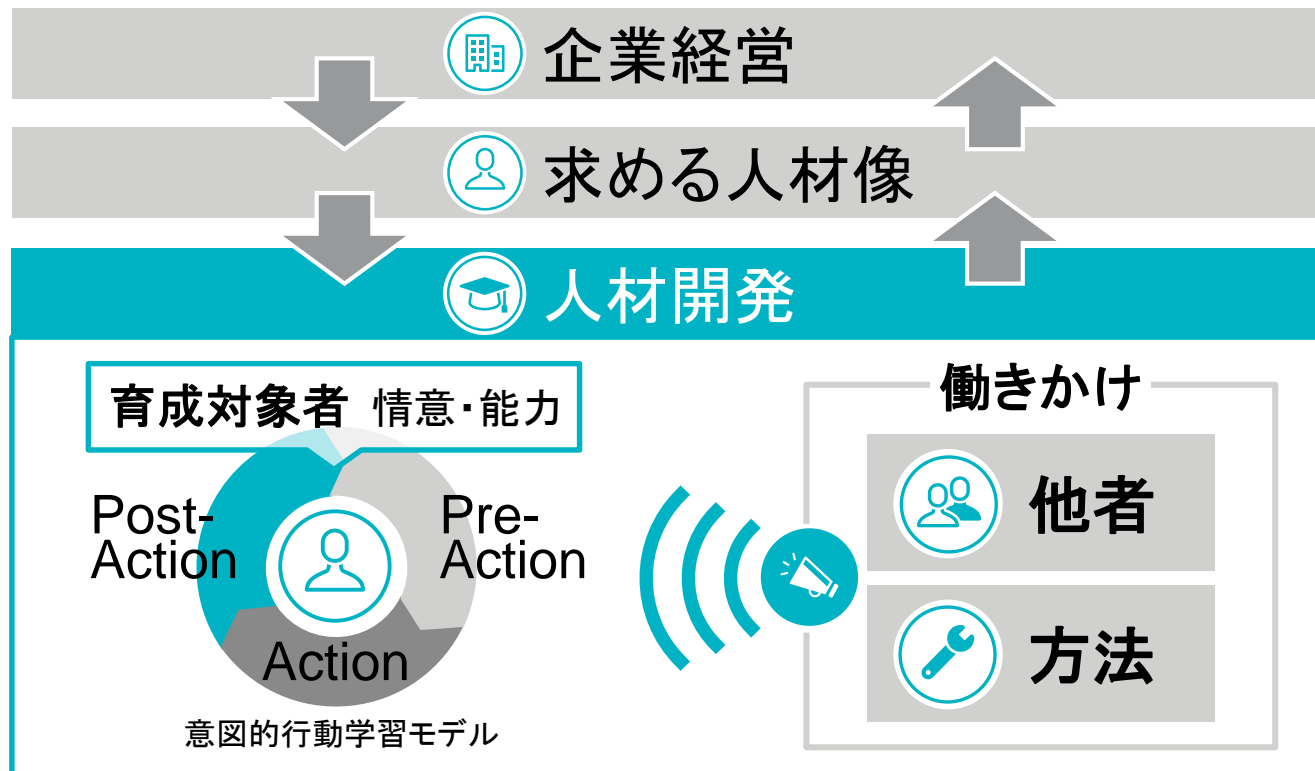 企業経営
求める人材像
人材開発
育成対象者 情意・能力
Post-
Action
Pre-
Action
Action
意図的行動学習モデル
働きかけ
他者
方法